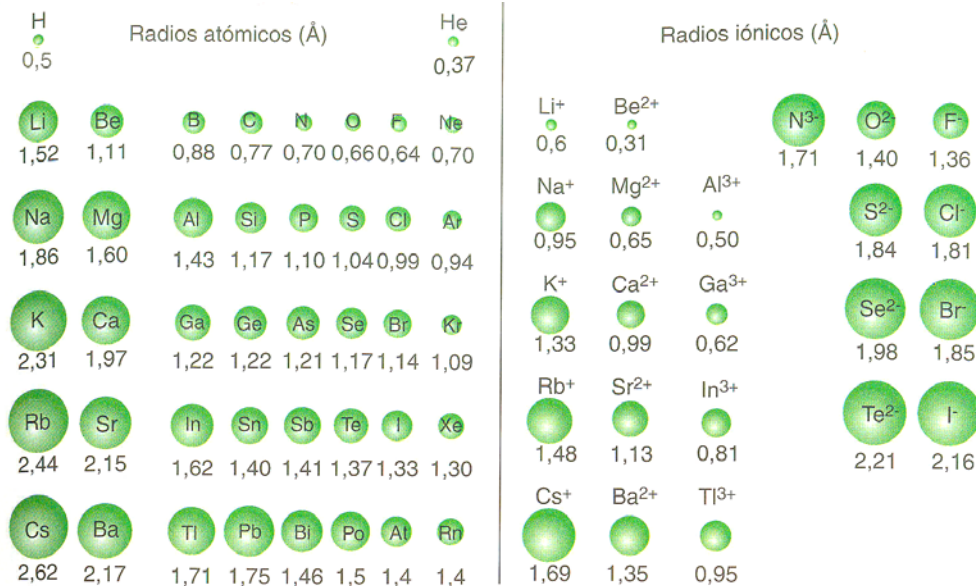 H
Radios atómicos (Å)
He
0,5
0,37
Li Be B C N O F Ne
1,52 1,11 0,88 0,77 0,70 0,66 0,64 0,70
Na Mg Al Si P S Cl Ar
1,86 1,60 1,43 1,17 1,10 1,04 0,99 0,94
K Ca Ga Ge As Se Br Kr
2,31 1,97 1,22 1,22 1,21 1,17 1,14 1,09
Rb Sr In Sn Sb Te I Xe
2,44 2,15 1,62 1,40 1,41 1,37 1,33 1,30
Cs Ba Tl Pb Bi Po At Rn
2,62 2,17 1,71 1,75 1,46 1,5 1,4 1,4
Radios iónicos (Å)
Li+ Be2+ N3- O2- F-
0,6 0,31 1,71 1,40 1,36
Na+ Mg2+ Al3+ S2- Cl-
0,95 0,65 0,50 1,84 1,81
K+ Ca2+ Ga3+ Se2- Br-
1,33 0,99 0,62 1,98 1,85
Rb+ Sr2+ In3+ Te2- I-
1,48 1,13 0,81 2,21 2,16
Cs+ Ba2+ Tl3+
1,69 1,35 0,95